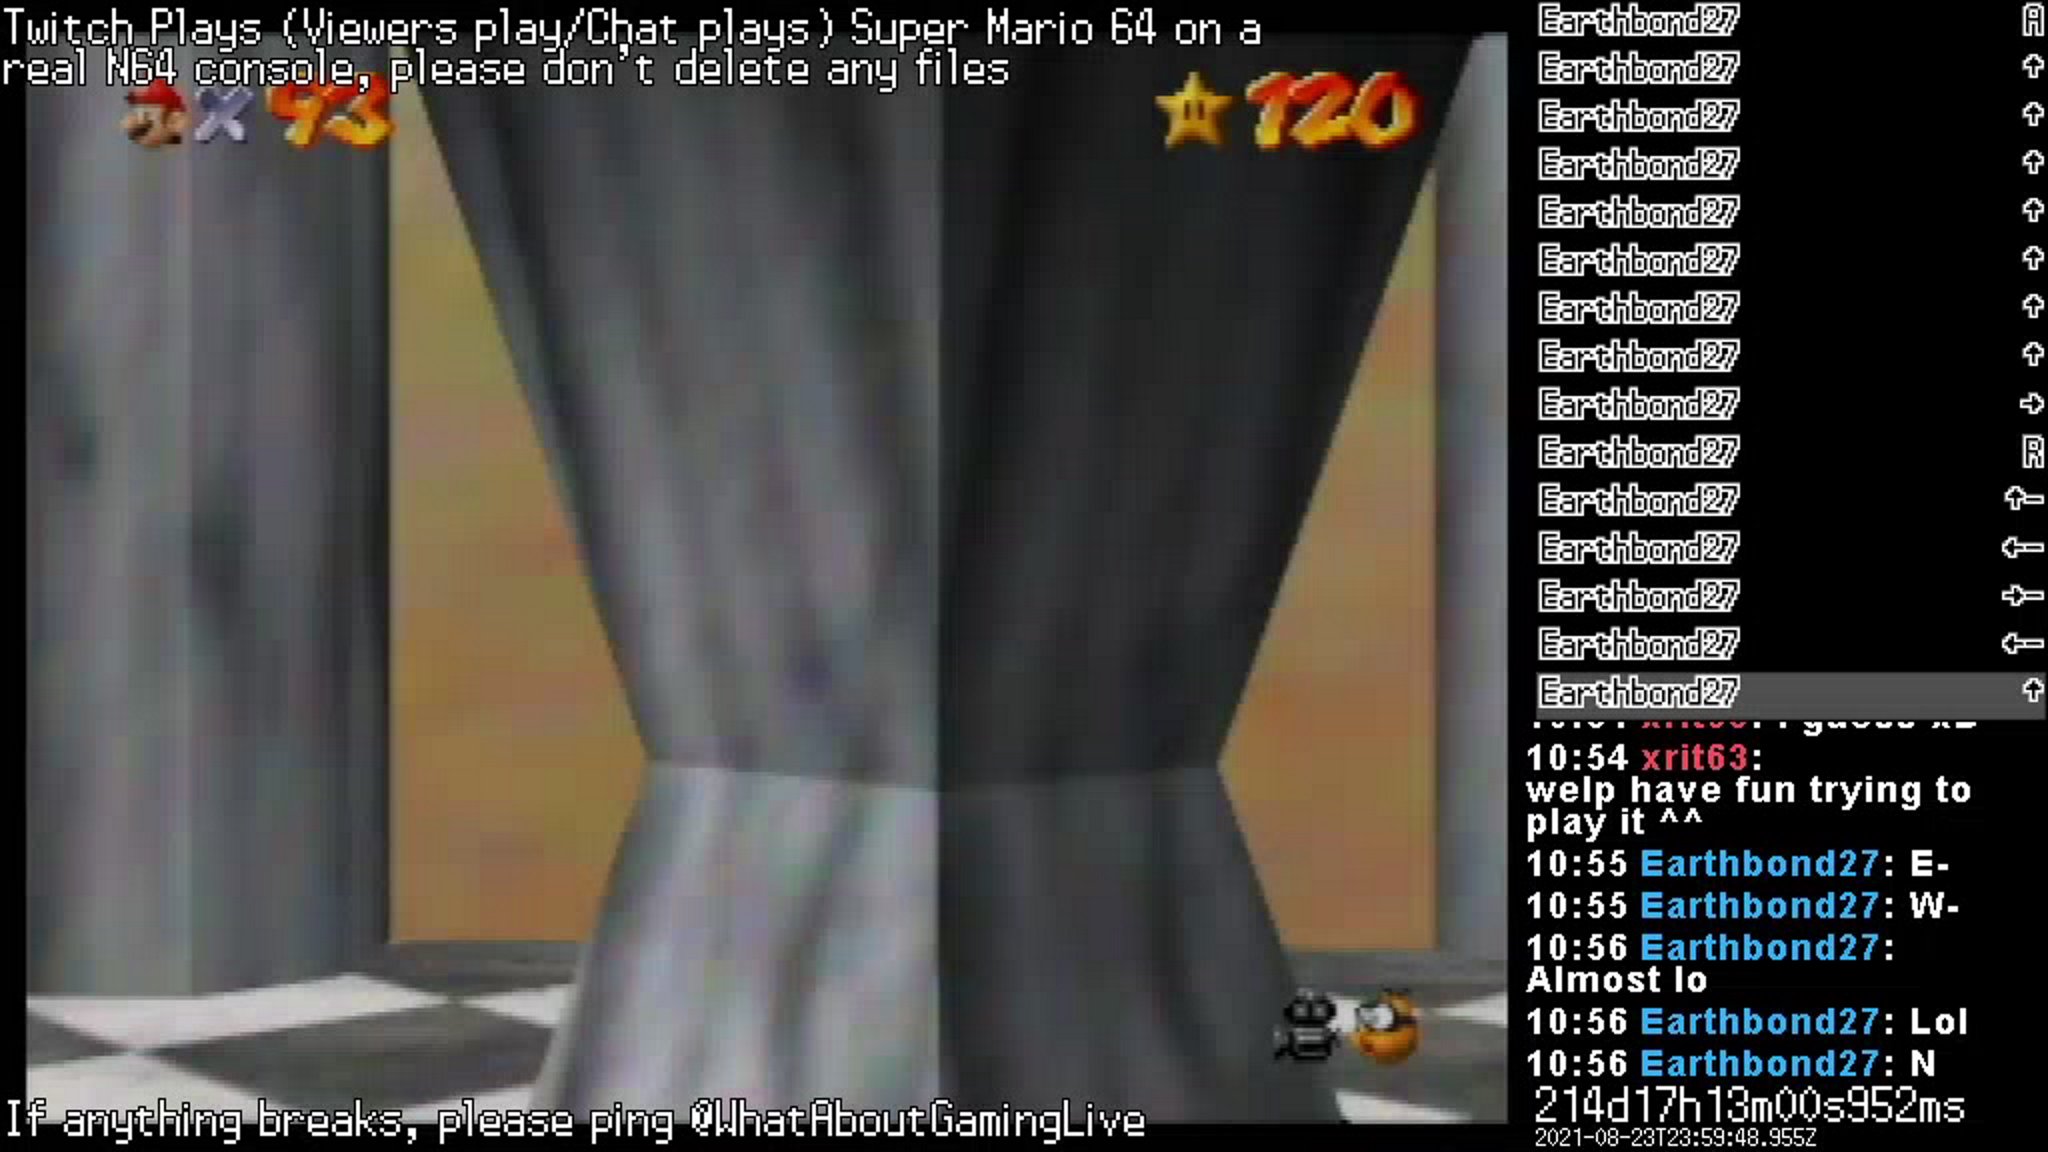 Twitch Plays (Viewers play/Chat plays) Super Mario 64 on a
real N64 console, please don't delete any files
93
120
Earthbond27 A
Earthbond27 ↑
Earthbond27 ↑
Earthbond27 ↑
Earthbond27 ↑
Earthbond27 ↑
Earthbond27 ↑
Earthbond27 ↑
Earthbond27 →
Earthbond27 R
Earthbond27 ↑-
Earthbond27 ←-
Earthbond27 →-
Earthbond27 ←-
Earthbond27 ↑
10:54 xrit63:
welp have fun trying to
play it ^^
10:55 Earthbond27: E-
10:55 Earthbond27: W-
10:56 Earthbond27:
Almost lo
10:56 Earthbond27: Lol
10:56 Earthbond27: N
214d17h13m00s952ms
2021-08-23T23:59:48.955Z
If anything breaks, please ping @WhatAboutGamingLive